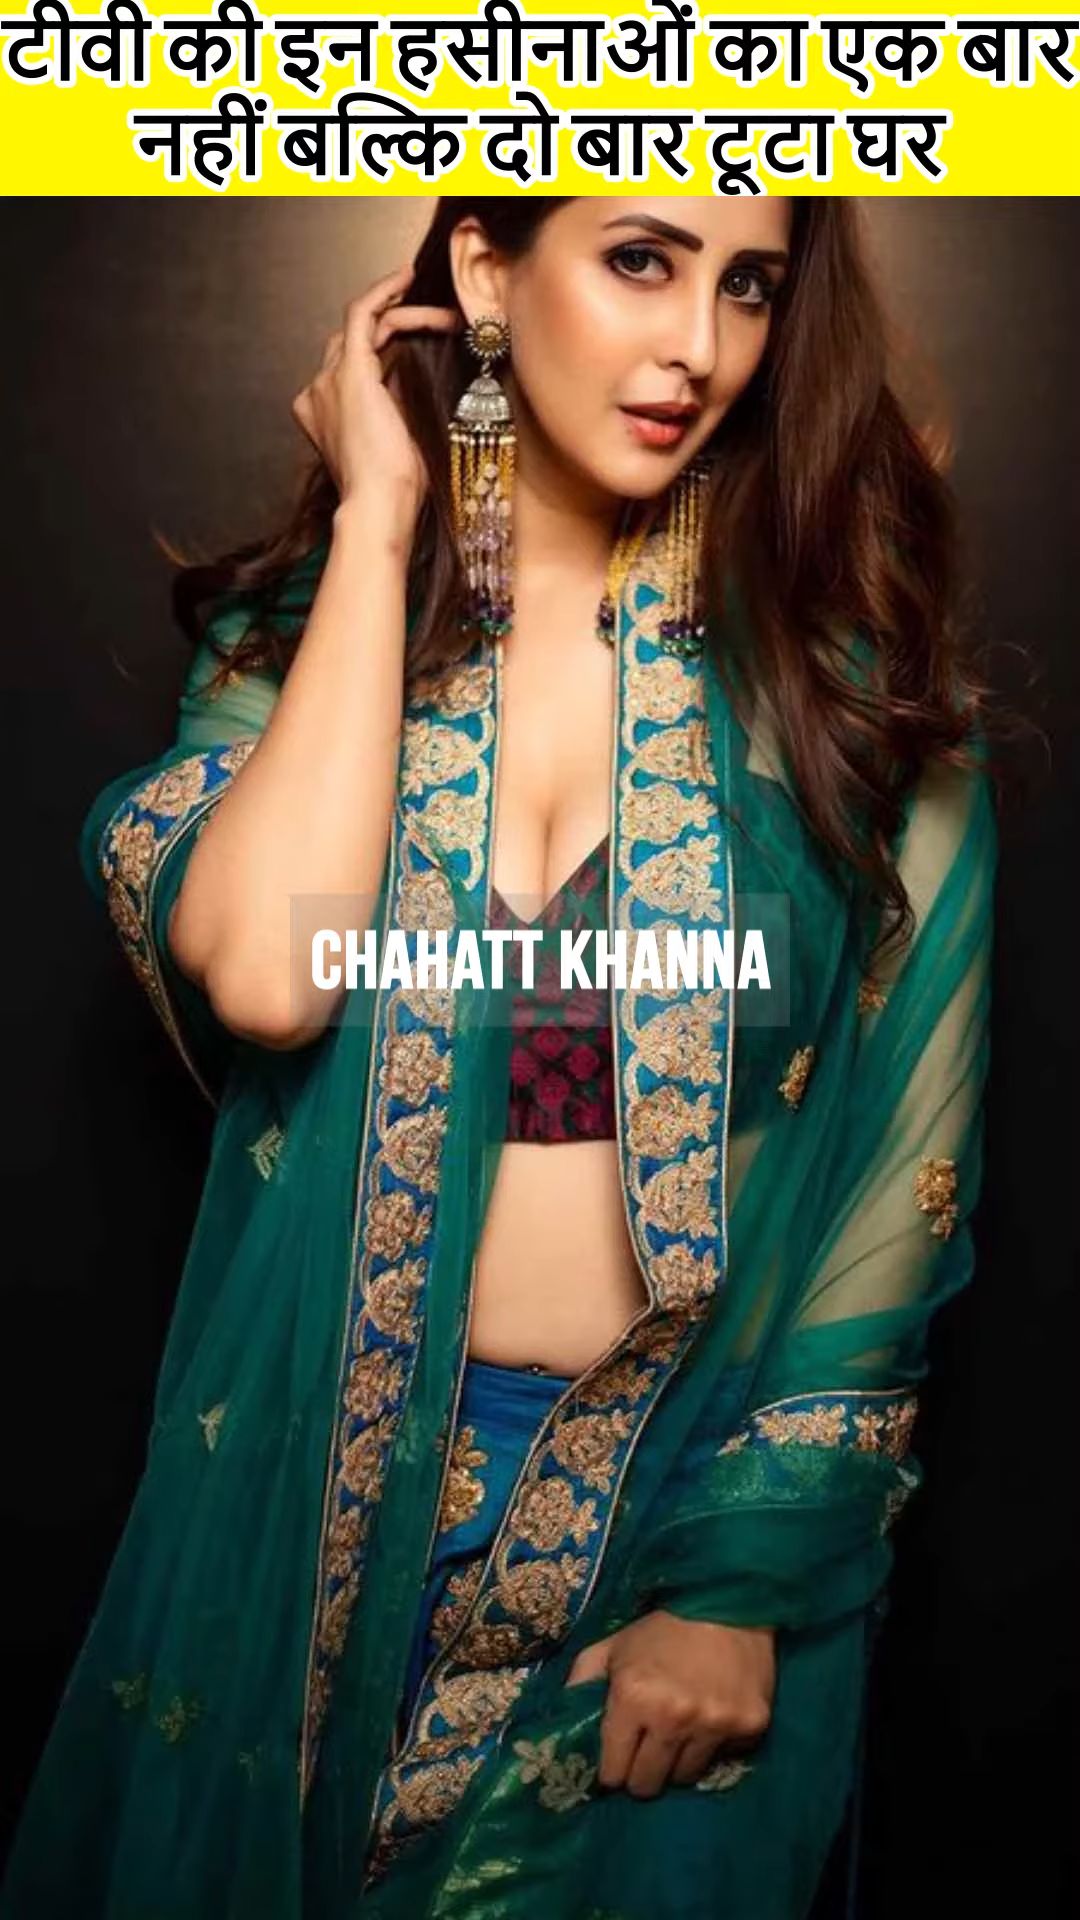 टीवी की इन हसीनाओं का एक बार
नहीं बल्कि दो बार टूटा घर
CHAHATT KHANNA